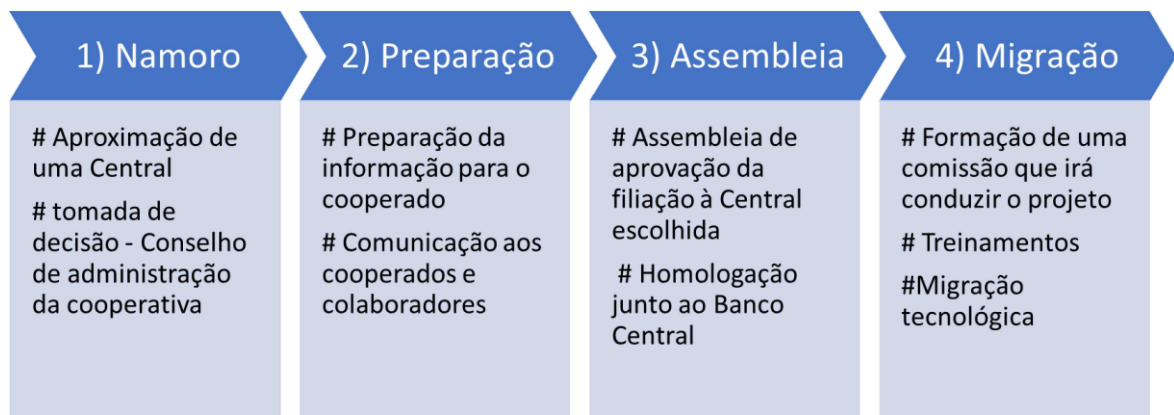 1) Namoro
# Aproximação de
uma Central
# tomada de
decisão - Conselho
de administração
da cooperativa
2) Preparação
# Preparação da
informação para o
cooperado
# Comunicação aos
cooperados e
colaboradores
3) Assembleia
# Assembleia de
aprovação da
filiação à Central
escolhida
# Homologação
junto ao Banco
Central
4) Migração
# Formação de uma
comissão que irá
conduzir o projeto
# Treinamentos
#Migração
tecnológica